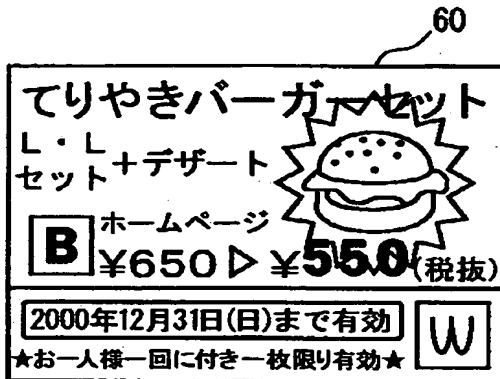 60
てりやきバーガーセット
L・L
セット+デザート
B ホームページ
¥650▷¥550(税抜)
2000年12月31日(日)まで有効
W
★お一人様一回に付き一枚限り有効★